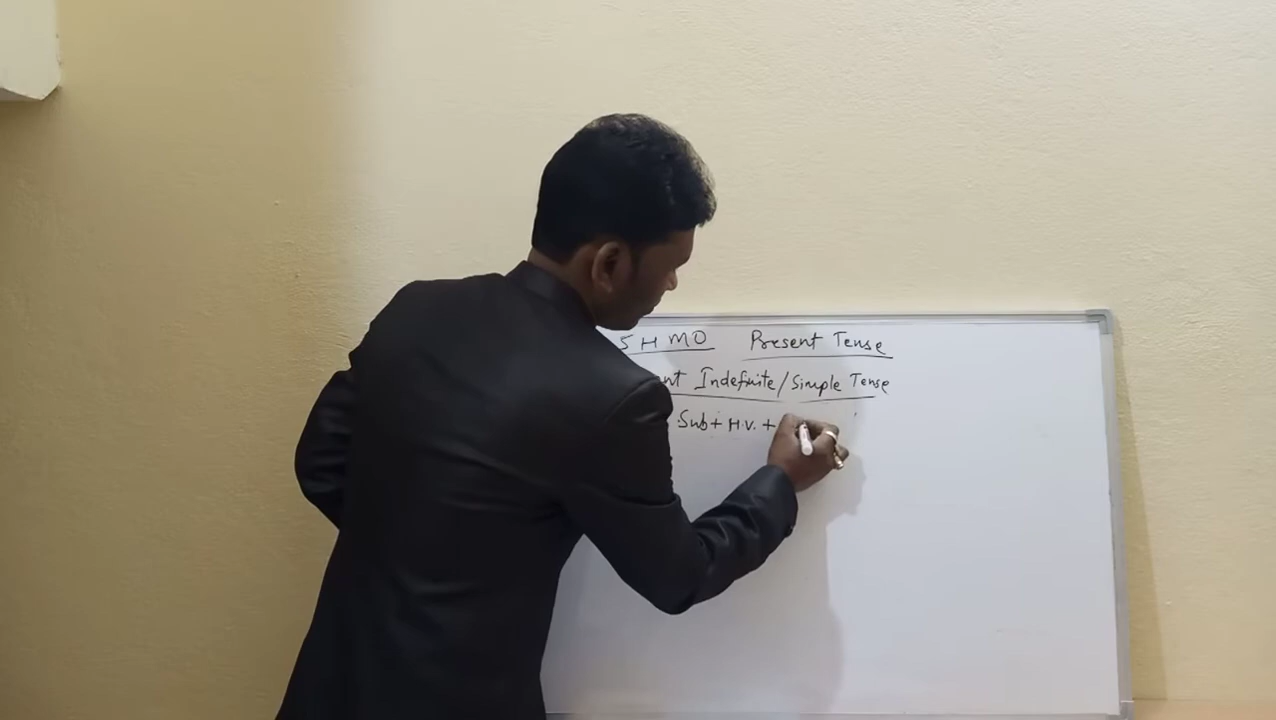 SHMO Present Tense
Indefinite/Simple Tense
Sub + H.V. +